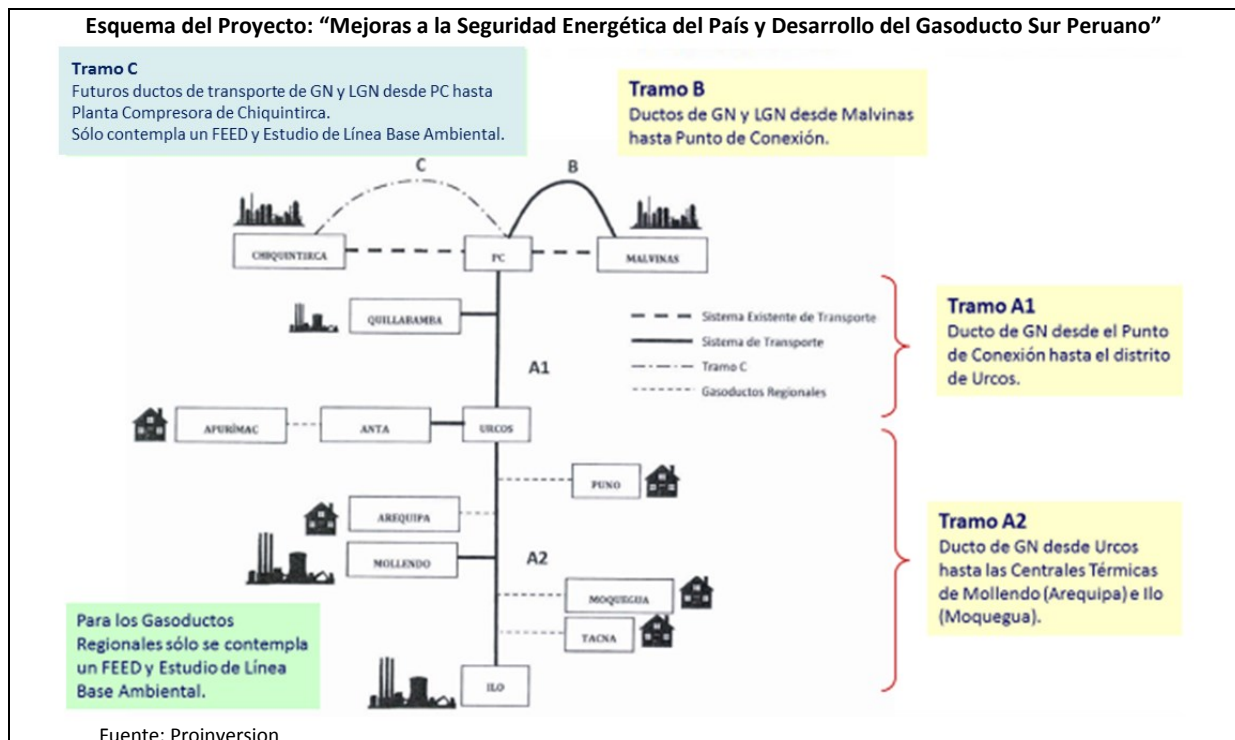 Esquema del Proyecto: “Mejoras a la Seguridad Energética del País y Desarrollo del Gasoducto Sur Peruano”
Tramo C
Futuros ductos de transporte de GN y LGN desde PC hasta
Planta Compresora de Chiquintirca.
Sólo contempla un FEED y Estudio de Línea Base Ambiental.
Tramo B
Ductos de GN y LGN desde Malvinas
hasta Punto de Conexión.
C
B
CHIQUINTIRCA
PC
MALVINAS
QUILLABAMBA
Sistema Existente de Transporte
Sistema de Transporte
Tramo C
Gasoductos Regionales
A1
Tramo A1
Ducto de GN desde el Punto
de Conexión hasta el distrito
de Urcos.
APURÍMAC
ANTA
URCOS
PUNO
AREQUIPA
MOLLENDO
A2
MOQUEGUA
TACNA
ILO
Tramo A2
Ducto de GN desde Urcos
hasta las Centrales Térmicas
de Mollendo (Arequipa) e Ilo
(Moquegua).
Para los Gasoductos
Regionales sólo se contempla
un FEED y Estudio de Línea
Base Ambiental.
Fuente: Proinversion